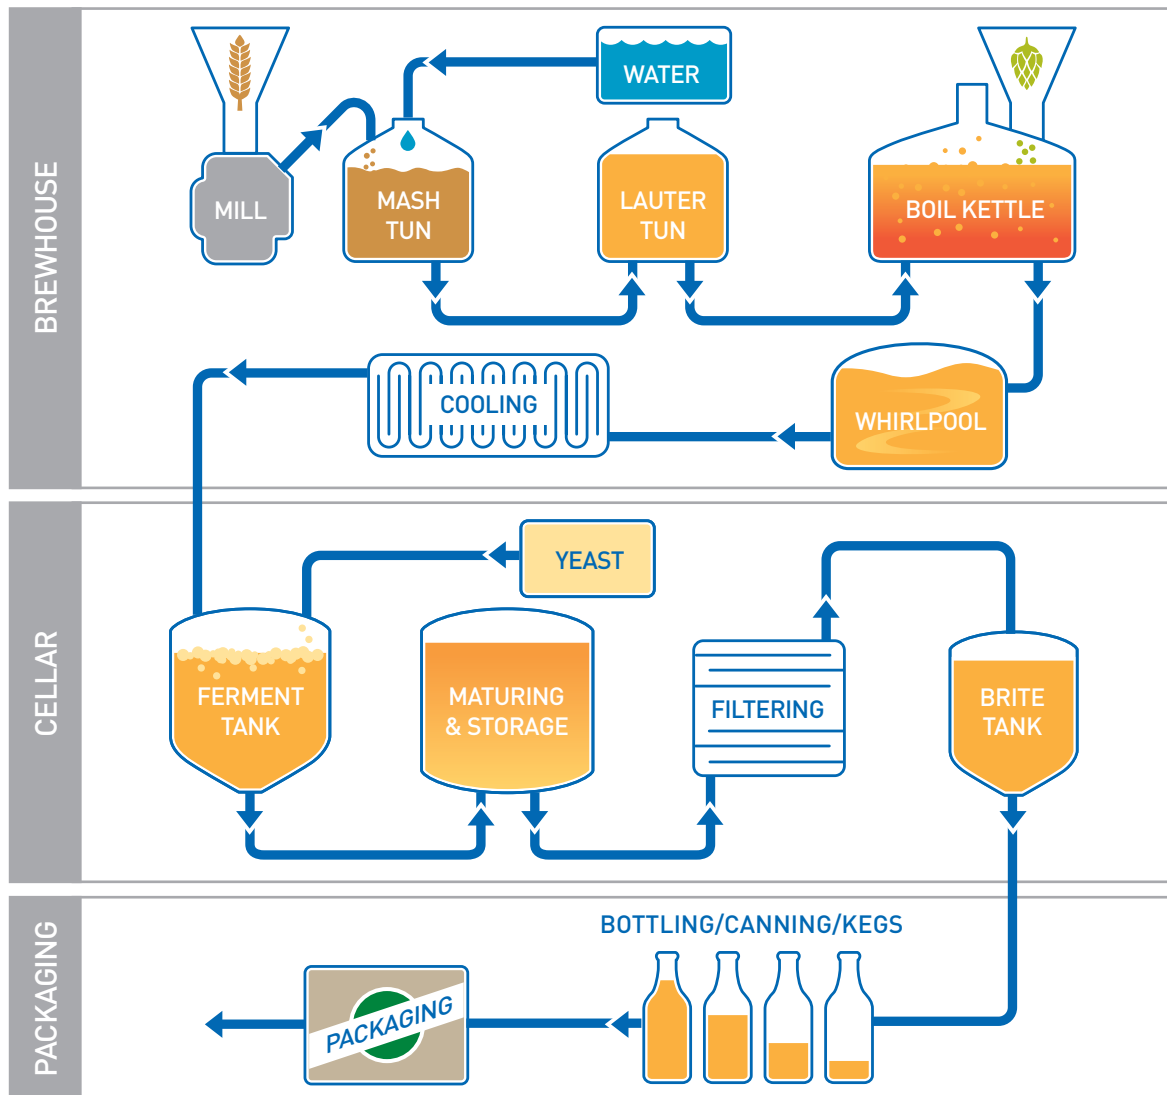 BREWHOUSE
WATER
MILL
MASH
TUN
LAUTER
TUN
BOIL KETTLE
COOLING
WHIRLPOOL
CELLAR
YEAST
FERMENT
TANK
MATURING
& STORAGE
FILTERING
BRITE
TANK
PACKAGING
BOTTLING/CANNING/KEGS
PACKAGING